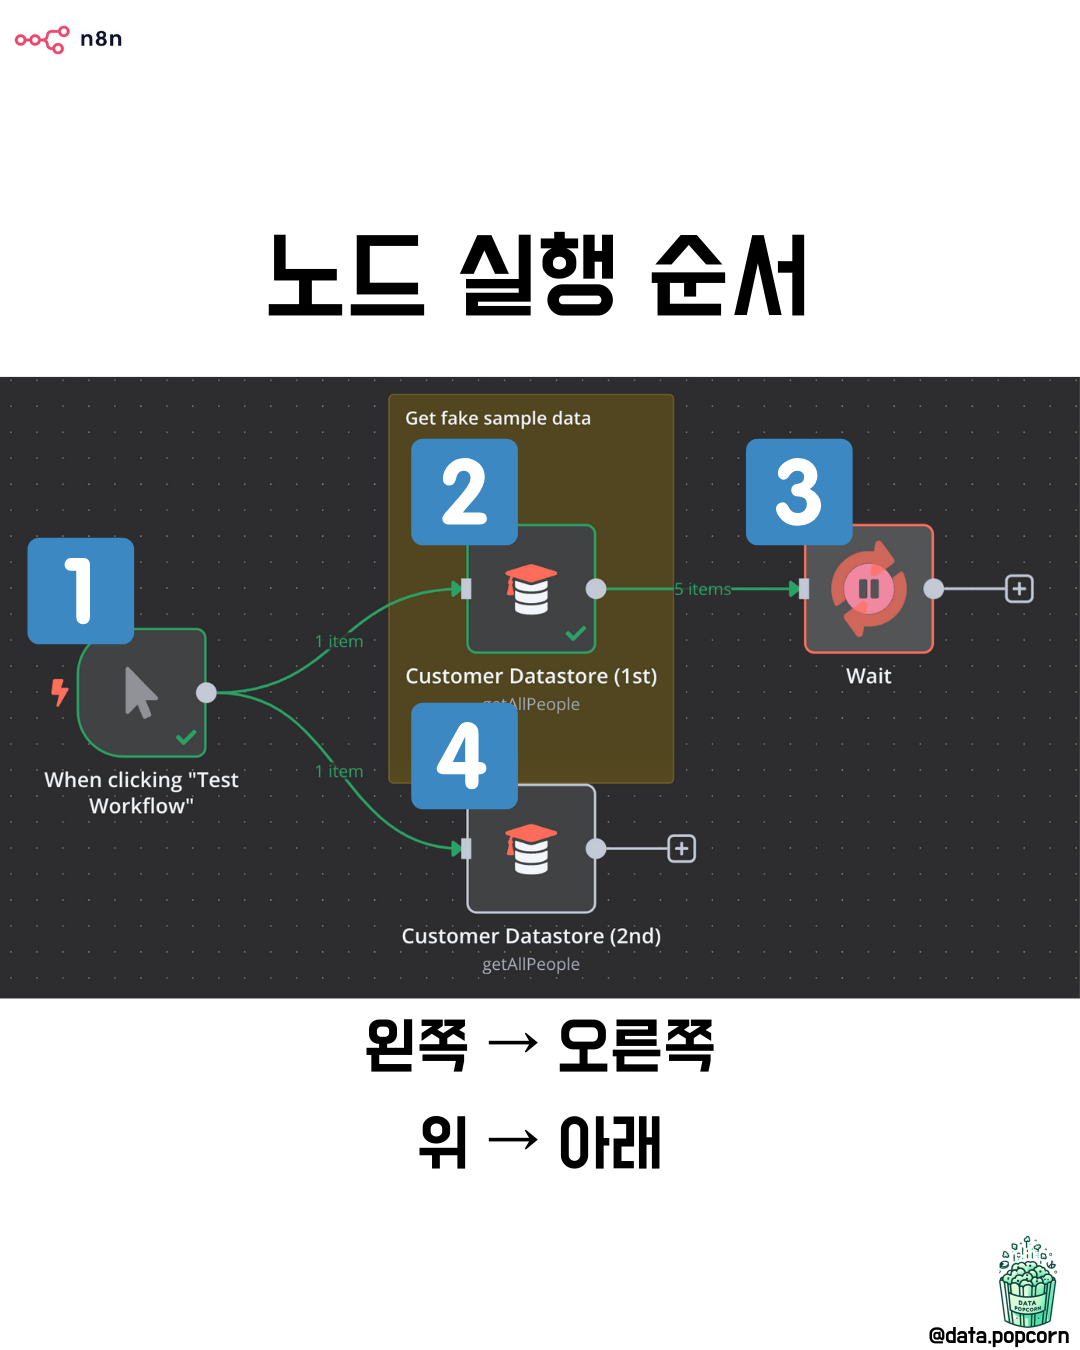 n8n
노드 실행 순서
Get fake sample data
1
2
3
1 item
5 items
Customer Datastore (1st)
getAllPeople
Wait
When clicking "Test
Workflow"
1 item
4
Customer Datastore (2nd)
getAllPeople
왼쪽 → 오른쪽
위 → 아래
DATA
POPCORN
@data.popcorn